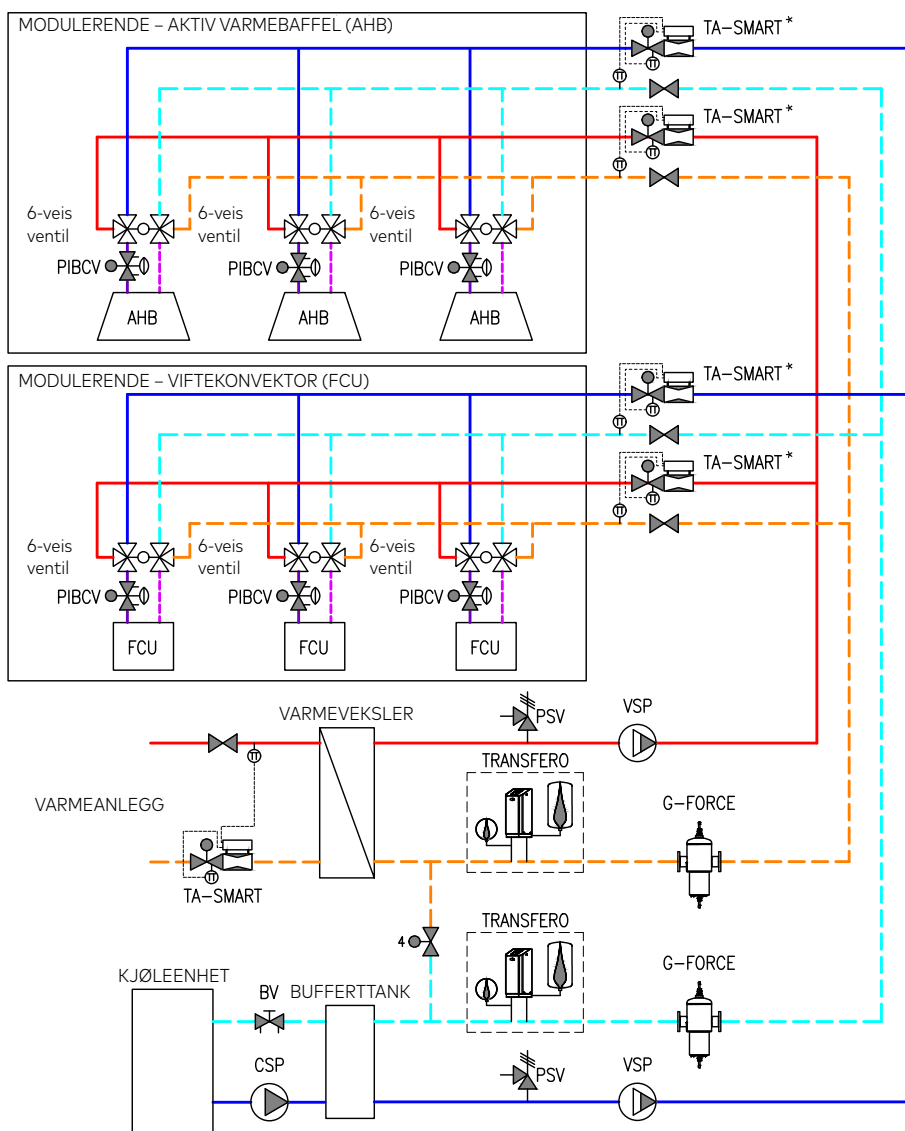 MODULERENDE – AKTIV VARMEBAFFEL (AHB)
TA-SMART*
TA-SMART*
6-veis
ventil
6-veis
ventil
6-veis
ventil
PIBCV
PIBCV
PIBCV
AHB
AHB
AHB
MODULERENDE – VIFTEKONVEKTOR (FCU)
TA-SMART*
TA-SMART*
6-veis
ventil
6-veis
ventil
6-veis
ventil
PIBCV
PIBCV
PIBCV
FCU
FCU
FCU
VARMEVEKSLER
PSV
VSP
TRANSFERO
VARMEANLEGG
G-FORCE
TA-SMART
TRANSFERO
4
G-FORCE
KJØLEENHET
BV
BUFFERTTANK
CSP
PSV
VSP